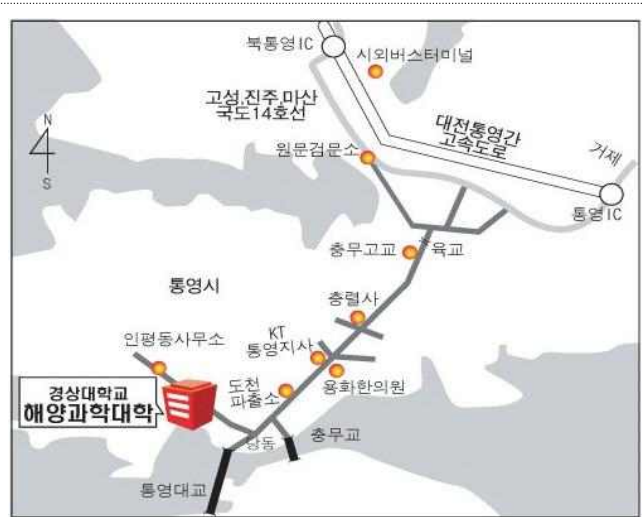 북통영IC
시외버스터미널
고성,진주,마산
국도14호선
대전통영간
고속도로
거제
N
S
원문검문소
통영IC
충무고교
육교
통영시
충렬사
인평동사무소
KT
통영지사
도천
파출소
용화한의원
경상대학교
해양과학대학
당동
충무교
통영대교